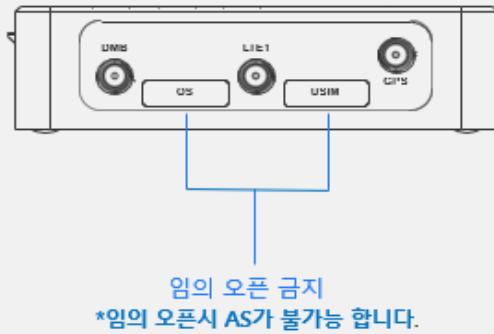 DMB LTE1
GPS
OS USIM
임의 오픈 금지
*임의 오픈시 AS가 불가능 합니다.